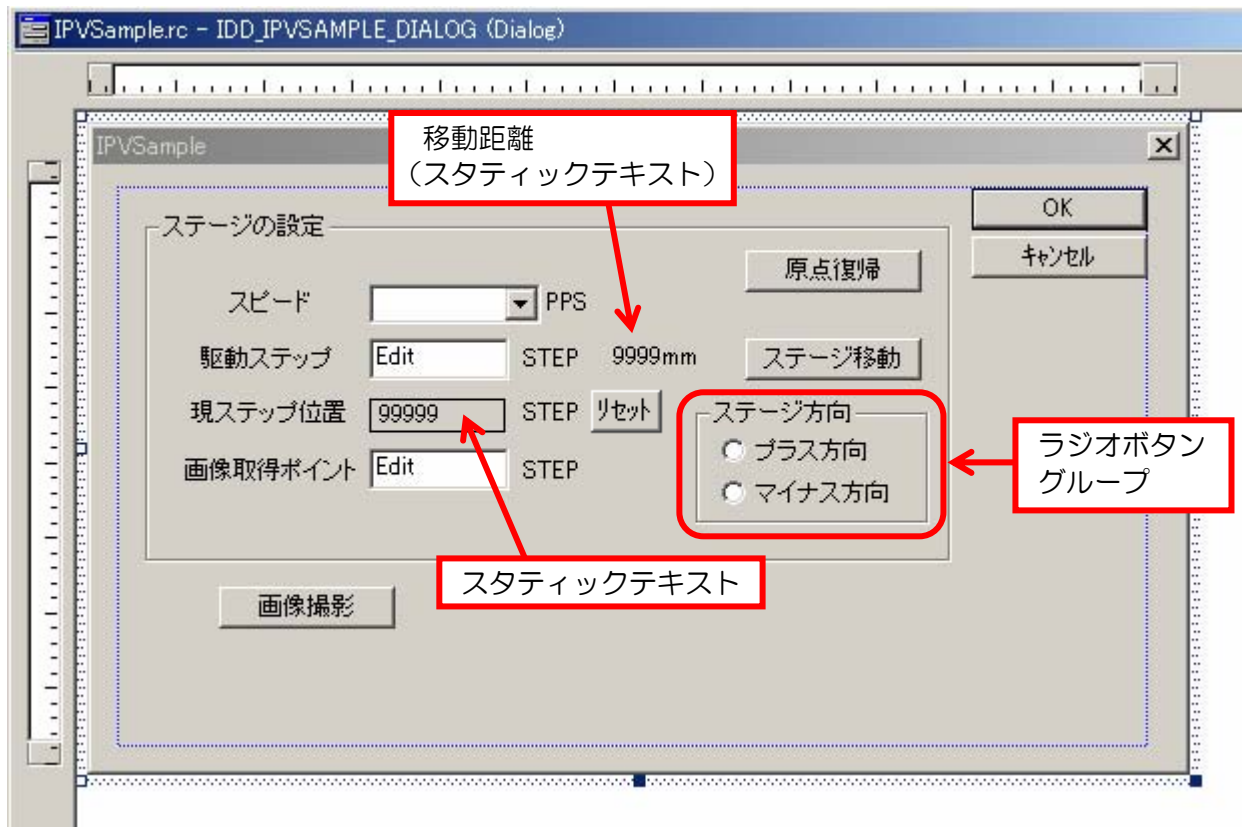 IPVSample.rc - IDD_IPVSAMPLE_DIALOG (Dialog)
IPVSample
移動距離
（スタティックテキスト）
OK
キャンセル
ステージの設定
原点復帰
スピード
PPS
駆動ステップ
Edit
STEP
9999mm
ステージ移動
現ステップ位置
99999
STEP
リセット
ステージ方向
プラス方向
マイナス方向
ラジオボタン
グループ
画像取得ポイント
Edit
STEP
スタティックテキスト
画像撮影